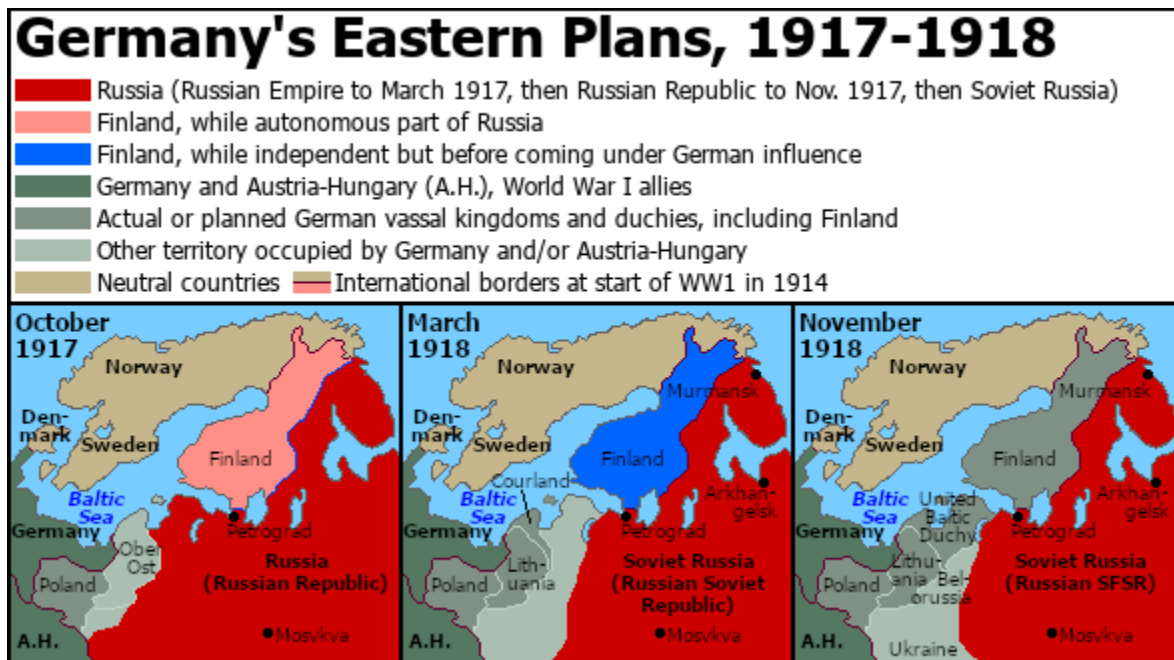 Germany's Eastern Plans, 1917-1918
Russia (Russian Empire to March 1917, then Russian Republic to Nov. 1917, then Soviet Russia)
Finland, while autonomous part of Russia
Finland, while independent but before coming under German influence
Germany and Austria-Hungary (A.H.), World War I allies
Actual or planned German vassal kingdoms and duchies, including Finland
Other territory occupied by Germany and/or Austria-Hungary
Neutral countries
International borders at start of WW1 in 1914
October
1917
Norway
Den-
mark
Sweden
Finland
Baltic
Sea
Petrograd
Germany
Ober
Ost
Poland
Russia
(Russian Republic)
A.H.
Mosvkva
March
1918
Norway
Murmansk
Den-
mark
Sweden
Finland
Courland
Arkhan-
gelsk
Baltic
Sea
Petrograd
Germany
Lith-
uania
Poland
Soviet Russia
(Russian Soviet
Republic)
A.H.
Mosvkva
November
1918
Norway
Murmansk
Den-
mark
Sweden
Finland
Arkhan-
gelsk
Baltic
Sea
United
Baltic
Duchy
Petrograd
Germany
Lithu-
ania
Bel-
orussia
Poland
Soviet Russia
(Russian SFSR)
A.H.
Mosvkva
Ukraine